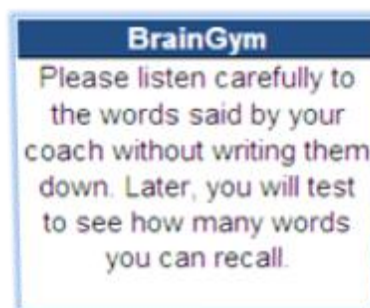 BrainGym
Please listen carefully to
the words said by your
coach without writing them
down. Later, you will test
to see how many words
you can recall.